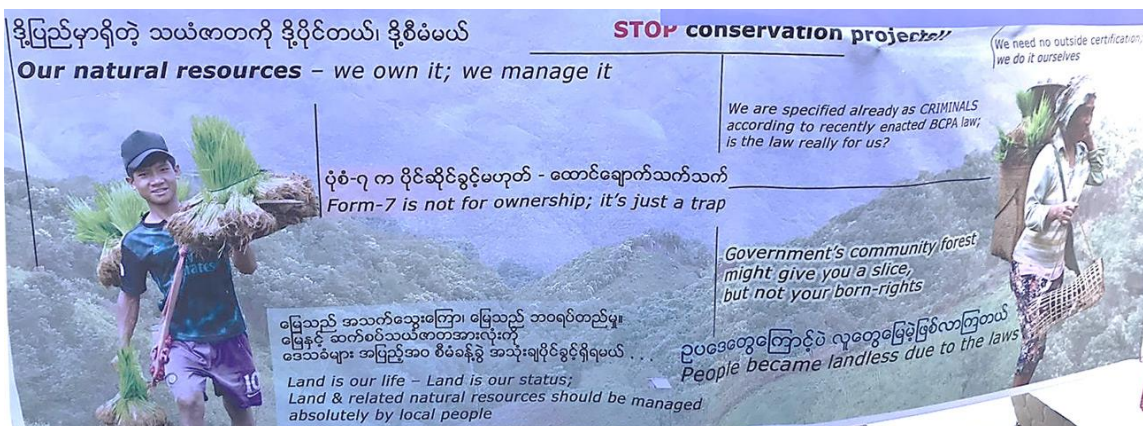 ဒို့ပြည်မှာရှိတဲ့ သယံဇာတကို ဒို့ပိုင်တယ်၊ ဒို့စီမံမယ်
Our natural resources – we own it; we manage it
STOP conservation projects!!
We need no outside certification;
we do it ourselves
We are specified already as CRIMINALS
according to recently enacted BCPA law;
is the law really for us?
ပုံစံ-၇ က ပိုင်ဆိုင်ခွင့်မဟုတ် - ထောင်ချောက်သက်သက်
Form-7 is not for ownership; it's just a trap
Government's community forest
might give you a slice,
but not your born-rights
မြေသည် အသက်သွေးကြော၊ မြေသည် ဘဝရပ်တည်မှု။
မြေနှင့် ဆက်စပ်သယံဇာတအားလုံးကို
ဒေသခံများ အပြည့်အဝ စီမံခန့်ခွဲ အသုံးချပိုင်ခွင့်ရှိရမယ် . . .
Land is our life – Land is our status;
Land & related natural resources should be managed
absolutely by local people
ဥပဒေတွေကြောင့်ပဲ လူတွေမြေမဲ့ဖြစ်လာကြတယ်
People became landless due to the laws
10